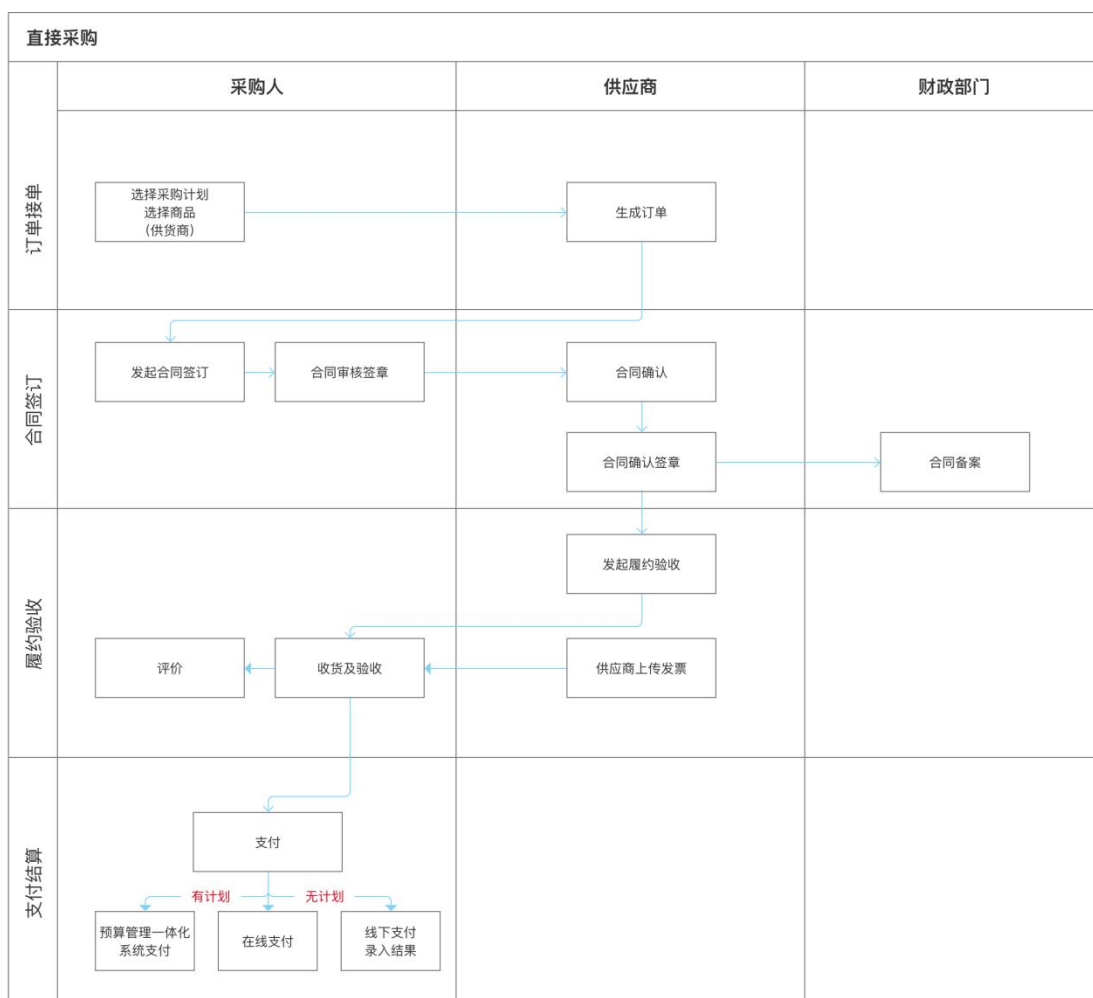 直接采购
采购人
供应商
财政部门
订单接单
选择采购计划
选择商品
（供货商）
生成订单
合同签订
发起合同签订
合同审核签章
合同确认
合同确认签章
合同备案
履约验收
发起履约验收
评价
收货及验收
供应商上传发票
支付结算
支付
有计划
无计划
预算管理一体化
系统支付
在线支付
线下支付
录入结果